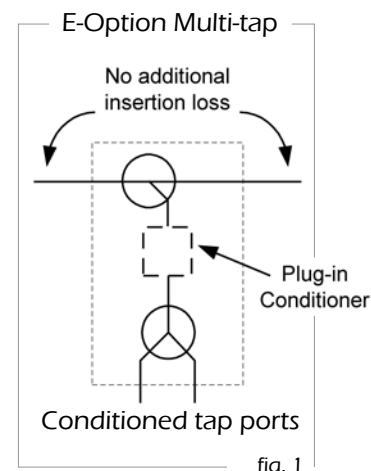 E-Option Multi-tap
No additional
insertion loss
Plug-in
Conditioner
Conditioned tap ports
fig. 1